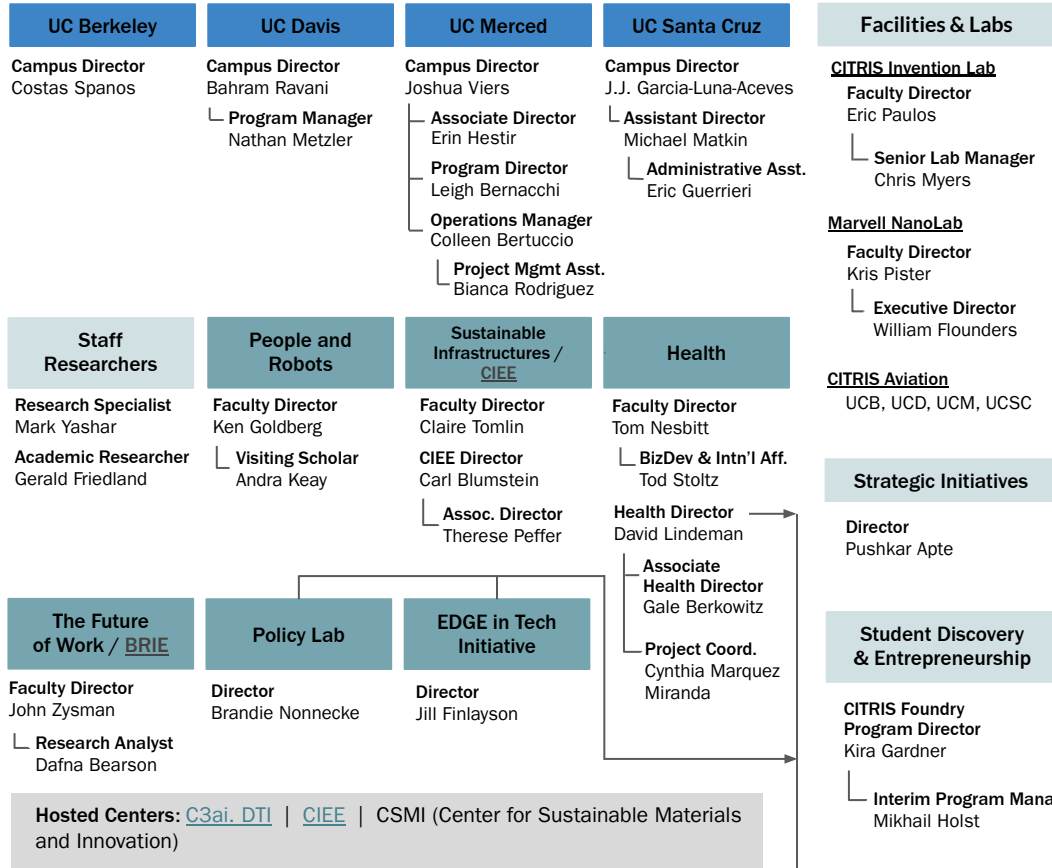 UC Berkeley
Campus Director
Costas Spanos
UC Davis
Campus Director
Bahram Ravani
Program Manager
Nathan Metzler
UC Merced
Campus Director
Joshua Viers
Associate Director
Erin Hestir
Program Director
Leigh Bernacchi
Operations Manager
Colleen Bertuccio
Project Mgmt Asst.
Bianca Rodriguez
UC Santa Cruz
Campus Director
J.J. Garcia-Luna-Aceves
Assistant Director
Michael Matkin
Administrative Asst.
Eric Guerrieri
Facilities & Labs
CITRIS Invention Lab
Faculty Director
Eric Paulos
Senior Lab Manager
Chris Myers
Marvell NanoLab
Faculty Director
Kris Pister
Executive Director
William Flounders
CITRIS Aviation
UCB, UCD, UCM, UCSC
Staff
Researchers
Research Specialist
Mark Yashar
Academic Researcher
Gerald Friedland
People and
Robots
Faculty Director
Ken Goldberg
Visiting Scholar
Andra Keay
Sustainable
Infrastructures /
CIEE
Faculty Director
Claire Tomlin
CIEE Director
Carl Blumstein
Assoc. Director
Therese Peffer
Health
Faculty Director
Tom Nesbitt
BizDev & Intn'l Aff.
Tod Stoltz
Health Director
David Lindeman
Associate
Health Director
Gale Berkowitz
Project Coord.
Cynthia Marquez
Miranda
Strategic Initiatives
Director
Pushkar Apte
The Future
of Work / BRIE
Faculty Director
John Zysman
Research Analyst
Dafna Bearson
Policy Lab
Director
Brandie Nonnecke
EDGE in Tech
Initiative
Director
Jill Finlayson
Student Discovery
& Entrepreneurship
CITRIS Foundry
Program Director
Kira Gardner
Interim Program Mana
Mikhail Holst
Hosted Centers: C3ai. DTI | CIEE | CSMI (Center for Sustainable Materials
and Innovation)